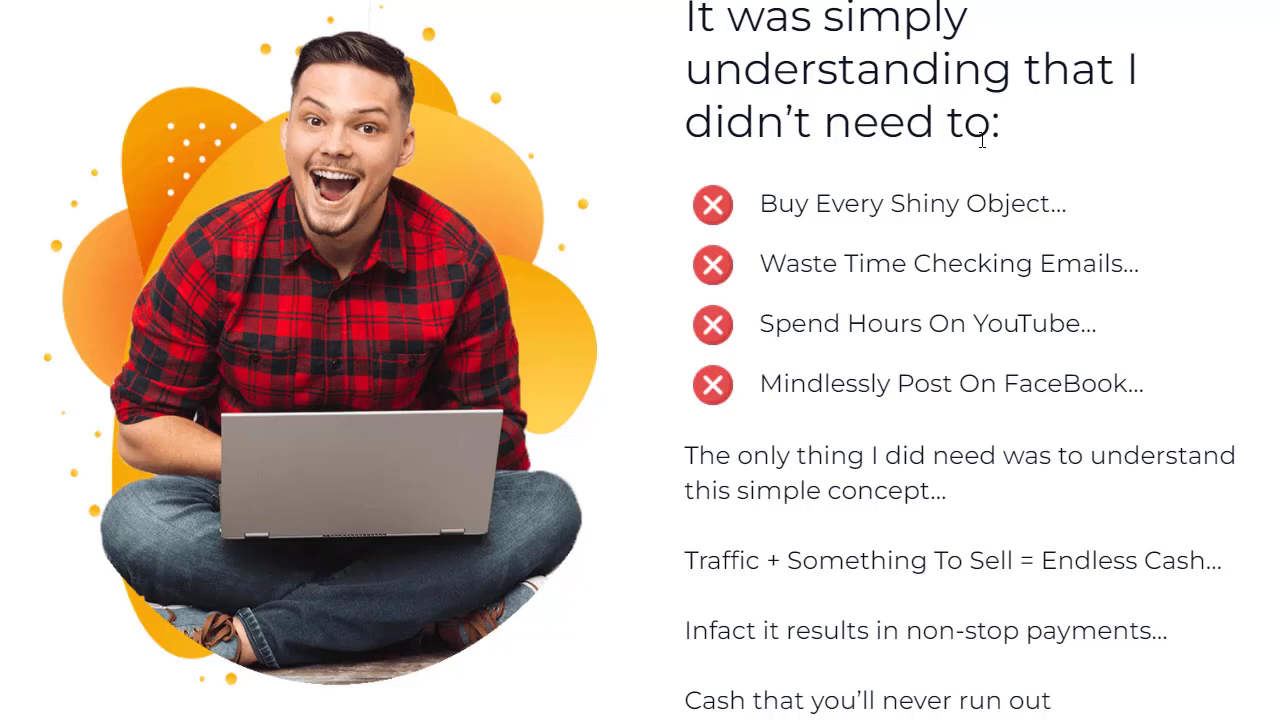 It was simply
understanding that I
didn’t need to:
Buy Every Shiny Object...
Waste Time Checking Emails...
Spend Hours On YouTube...
Mindlessly Post On FaceBook...
The only thing I did need was to understand
this simple concept...
Traffic + Something To Sell = Endless Cash...
Infact it results in non-stop payments...
Cash that you’ll never run out